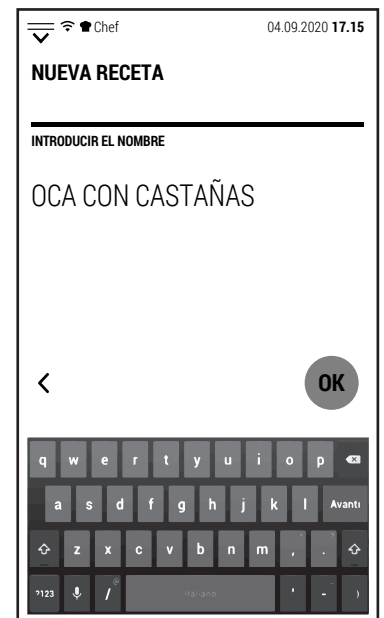 Chef 04.09.2020 17.15
NUEVA RECETA
INTRODUCIR EL NOMBRE
OCA CON CASTAÑAS
OK
q w e r t y u i o p
a s d f g h j k l Avanti
z x c v b n m , .
?123 / @ Italiano ' - )